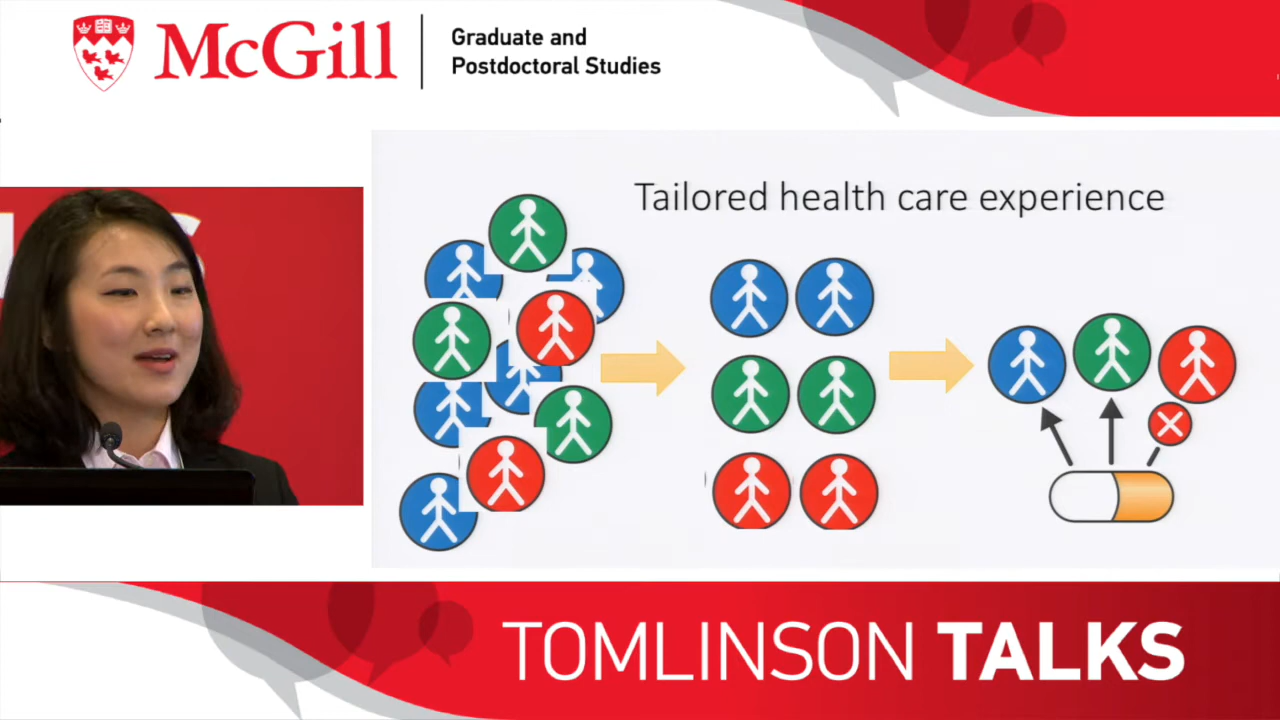 McGill
Graduate and
Postdoctoral Studies
Tailored health care experience
TOMLINSON TALKS